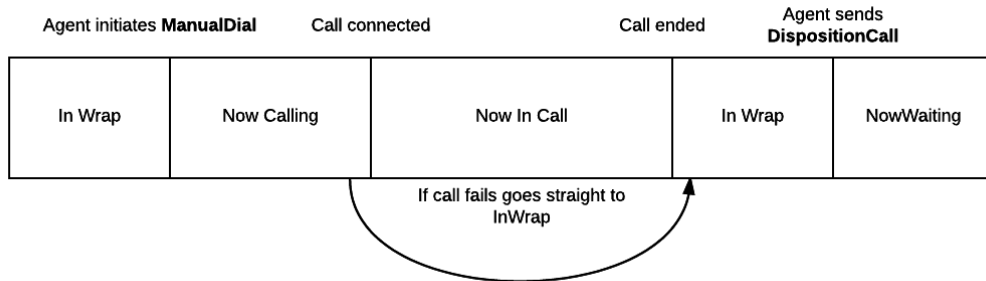 Agent initiates ManualDial
Call connected
Call ended
Agent sends
DispositionCall
In Wrap
Now Calling
Now In Call
In Wrap
NowWaiting
If call fails goes straight to
InWrap